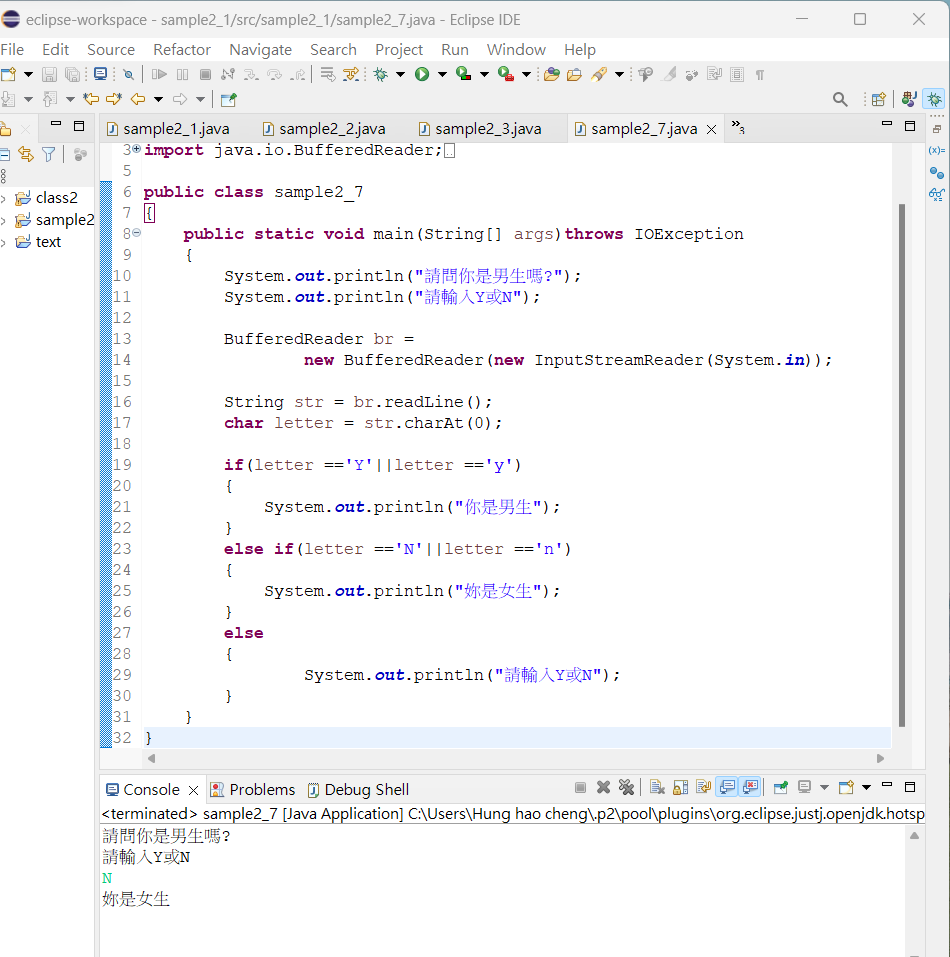 eclipse-workspace - sample2_1/src/sample2_1/sample2_7.java - Eclipse IDE
File Edit Source Refactor Navigate Search Project Run Window Help
sample2_1.java sample2_2.java sample2_3.java sample2_7.java »3
class2
sample2
text
3 import java.io.BufferedReader;
5
6 public class sample2_7
7 {
8 public static void main(String[] args)throws IOException
9 {
10 System.out.println("請問你是男生嗎?");
11 System.out.println("請輸入Y或N");
12
13 BufferedReader br =
14 new BufferedReader(new InputStreamReader(System.in));
15
16 String str = br.readLine();
17 char letter = str.charAt(0);
18
19 if(letter =='Y'||letter =='y')
20 {
21 System.out.println("你是男生");
22 }
23 else if(letter =='N'||letter =='n')
24 {
25 System.out.println("妳是女生");
26 }
27 else
28 {
29 System.out.println("請輸入Y或N");
30 }
31 }
32 }
Console Problems Debug Shell
<terminated> sample2_7 [Java Application] C:\Users\Hung hao cheng\.p2\pool\plugins\org.eclipse.justj.openjdk.hotsp
請問你是男生嗎?
請輸入Y或N
N
妳是女生